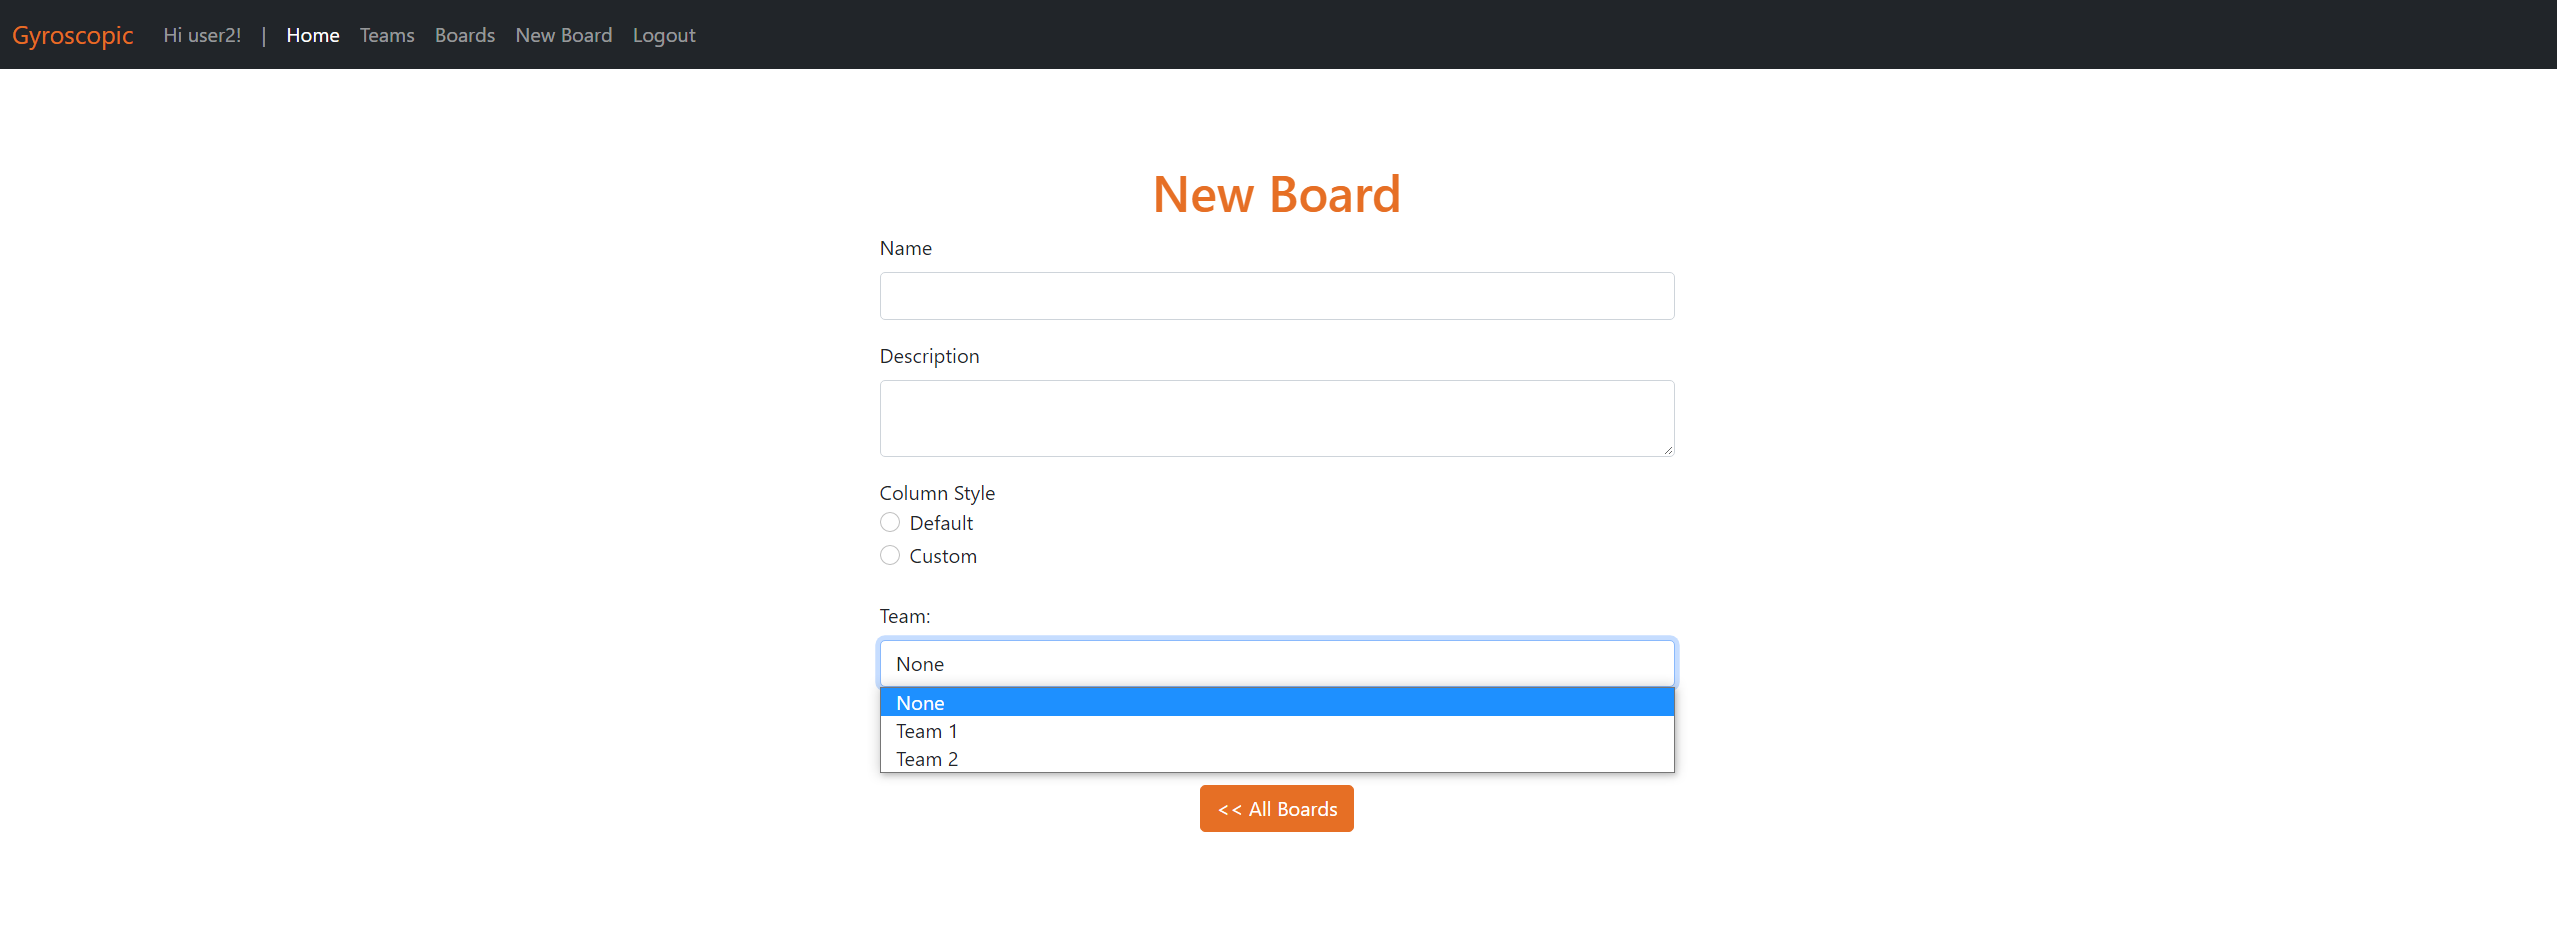 Gyroscopic Hi user2! | Home Teams Boards New Board Logout
New Board
Name
Description
Column Style
Default
Custom
Team:
None
None
Team 1
Team 2
<< All Boards